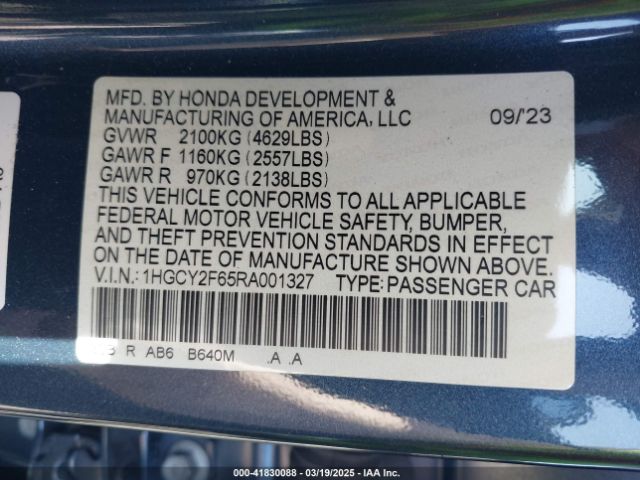 MFD. BY HONDA DEVELOPMENT &
MANUFACTURING OF AMERICA, LLC 09/'23
GVWR 2100KG (4629LBS)
GAWR F 1160KG (2557LBS)
GAWR R 970KG (2138LBS)
THIS VEHICLE CONFORMS TO ALL APPLICABLE
FEDERAL MOTOR VEHICLE SAFETY, BUMPER,
AND THEFT PREVENTION STANDARDS IN EFFECT
ON THE DATE OF MANUFACTURE SHOWN ABOVE.
V.I.N.: 1HGCY2F65RA001327 TYPE: PASSENGER CAR
R AB6 B640M .A .A
000-41830088 — 03/19/2025 — IAA Inc.